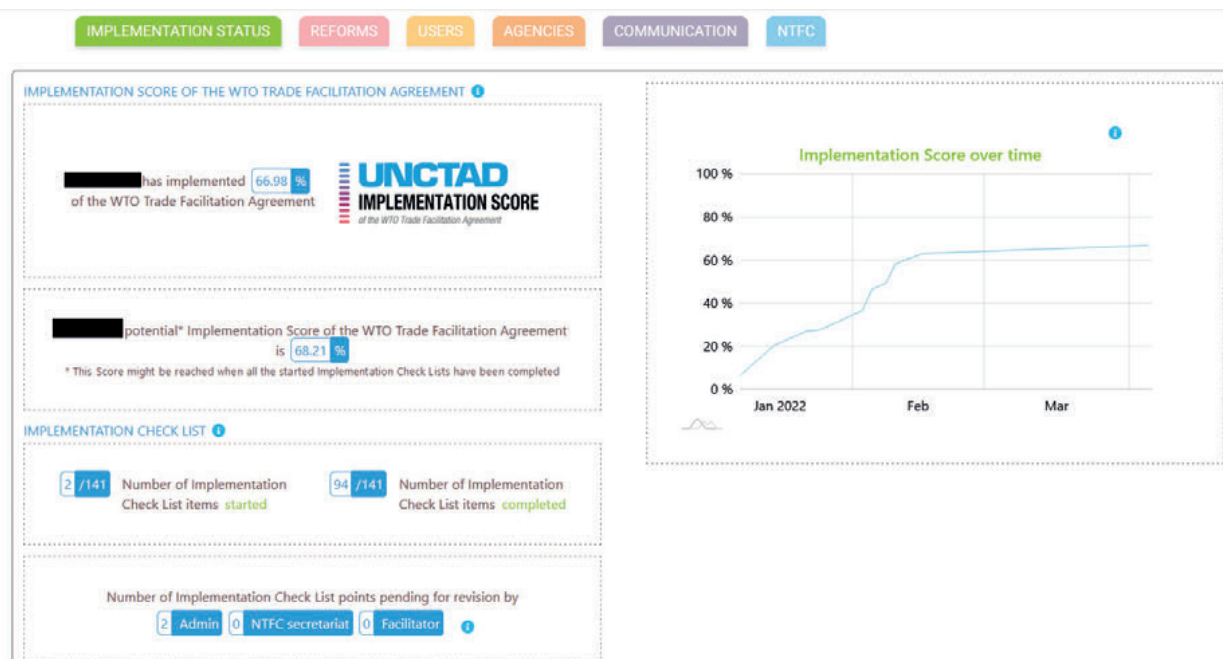 IMPLEMENTATION STATUS
REFORMS
USERS
AGENCIES
COMMUNICATION
NTFC
IMPLEMENTATION SCORE OF THE WTO TRADE FACILITATION AGREEMENT
has implemented 66.98 %
of the WTO Trade Facilitation Agreement
UNCTAD
IMPLEMENTATION SCORE
of the WTO Trade Facilitation Agreement
potential* Implementation Score of the WTO Trade Facilitation Agreement
is 68.21 %
* This Score might be reached when all the started Implementation Check Lists have been completed
IMPLEMENTATION CHECK LIST
2 /141 Number of Implementation
Check List items started
94 /141 Number of Implementation
Check List items completed
Number of Implementation Check List points pending for revision by
2 Admin 0 NTFC secretariat 0 Facilitator
Implementation Score over time
100 %
80 %
60 %
40 %
20 %
0 %
Jan 2022 Feb Mar